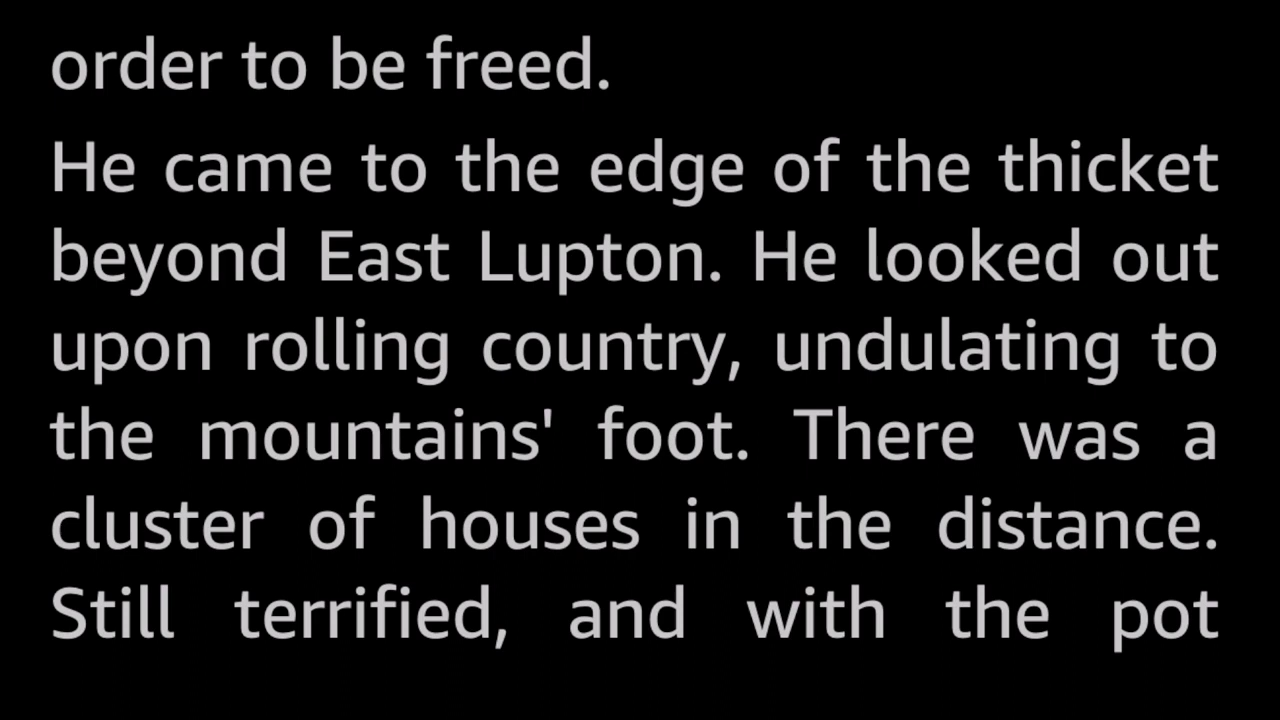 order to be freed.
He came to the edge of the thicket
beyond East Lupton. He looked out
upon rolling country, undulating to
the mountains' foot. There was a
cluster of houses in the distance.
Still terrified, and with the pot